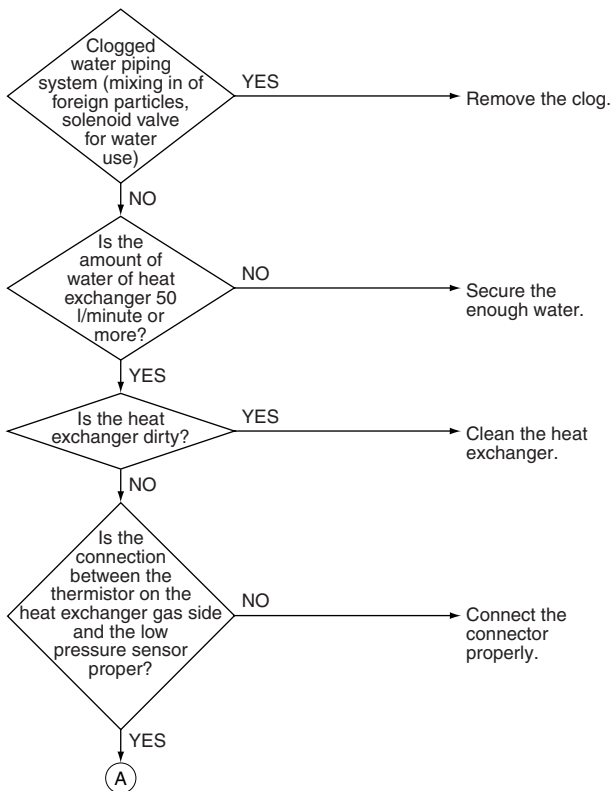 Clogged
water piping
system (mixing in of
foreign particles,
solenoid valve
for water
use)
YES
Remove the clog.
NO
Is the
amount of
water of heat
exchanger 50
l/minute or
more?
NO
Secure the
enough water.
YES
Is the heat
exchanger dirty?
YES
Clean the heat
exchanger.
NO
Is the
connection
between the
thermistor on the
heat exchanger gas side
and the low
pressure sensor
proper?
NO
Connect the
connector
properly.
YES
A